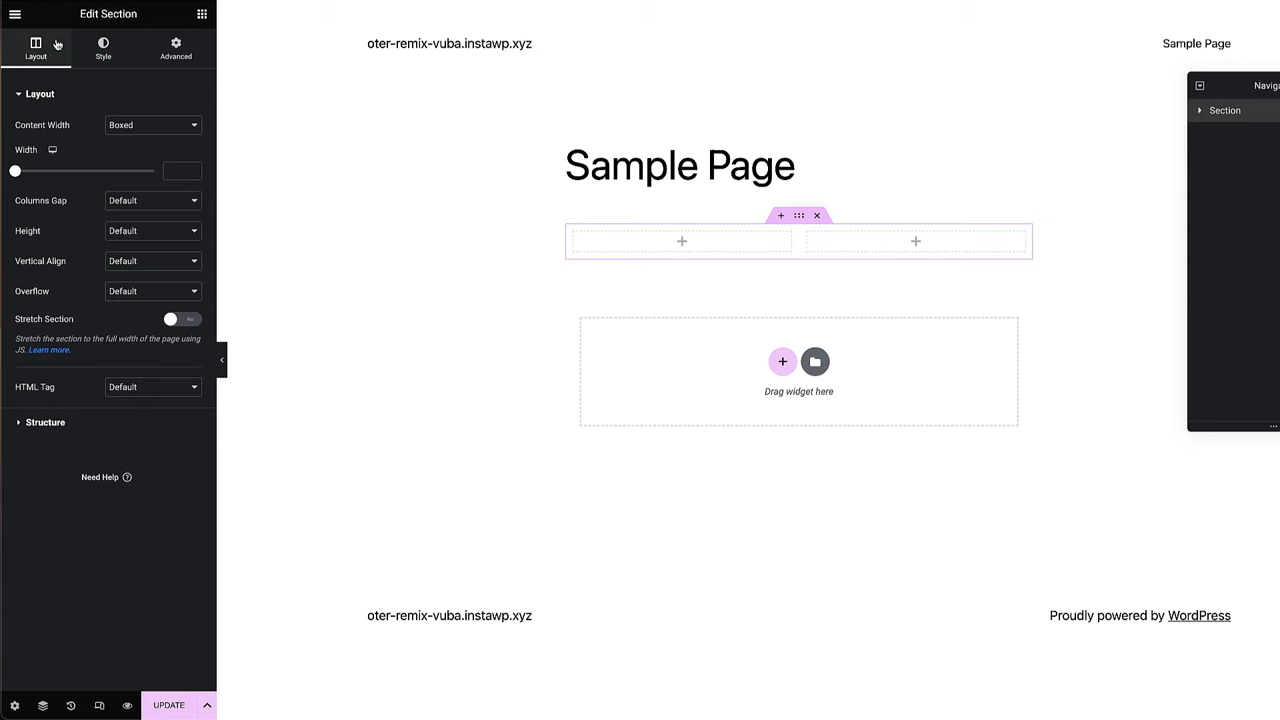 Edit Section
Layout
Style
Advanced
Layout
Content Width
Boxed
Width
Columns Gap
Default
Height
Default
Vertical Align
Default
Overflow
Default
Stretch Section
No
Stretch the section to the full width of the page using
JS. Learn more.
HTML Tag
Default
Structure
Need Help
UPDATE
oter-remix-vuba.instawp.xyz
Sample Page
Sample Page
Drag widget here
Naviga
Section
oter-remix-vuba.instawp.xyz
Proudly powered by WordPress